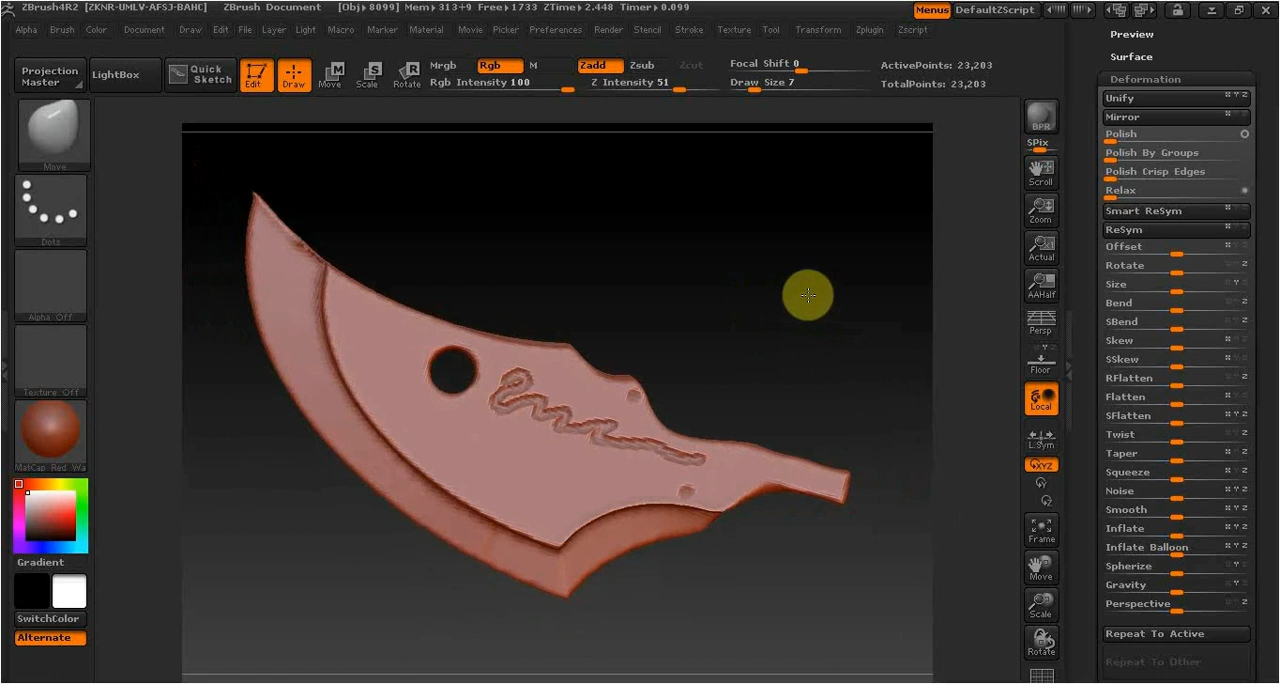 ZBrush4R2 [ZKNR-UMLV-AFSJ-BAHC] ZBrush Document [Obj▸8099] Mem▸313+9 Free▸1733 ZTime▸2.448 Timer▸0.099 Menus DefaultZScript
Alpha Brush Color Document Draw Edit File Layer Light Macro Marker Material Movie Picker Preferences Render Stencil Stroke Texture Tool Transform Zplugin Zscript
Projection Master
LightBox
Quick Sketch
Edit
Draw
Move
Scale
Rotate
Mrgb Rgb M
Rgb Intensity 100
Zadd Zsub Zcut
Z Intensity 51
Focal Shift 0
Draw Size 7
ActivePoints: 23,203
TotalPoints: 23,203
Move
Dots
Alpha Off
Texture Off
MatCap Red Wa
Gradient
SwitchColor
Alternate
BPR
SPix
Scroll
Zoom
Actual
AAHalf
Persp
Floor
Local
L.Sym
XYZ
Y
Z
Frame
Move
Scale
Rotate
Preview
Surface
Deformation
Unify X Y Z
Mirror X Y Z
Polish
Polish By Groups
Polish Crisp Edges
Relax
Smart ReSym X Y Z
ReSym X Y Z
Offset X Y Z
Rotate X Y Z
Size X Y Z
Bend X Y Z
SBend X Y Z
Skew X Y Z
SSkew X Y Z
RFlatten X Y Z
Flatten X Y Z
SFlatten X Y Z
Twist X Y Z
Taper X Y Z
Squeeze X Y Z
Noise X Y Z
Smooth X Y Z
Inflate X Y Z
Inflate Balloon X Y Z
Spherize X Y Z
Gravity X Y Z
Perspective X Y Z
Repeat To Active
Repeat To Other